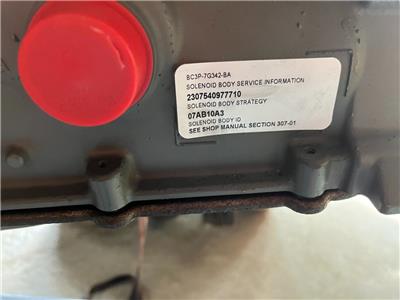 BC3P-7G342-BA
SOLENOID BODY SERVICE INFORMATION
2307540977710
SOLENOID BODY STRATEGY
07AB10A3
SOLENOID BODY ID
SEE SHOP MANUAL SECTION 307-01